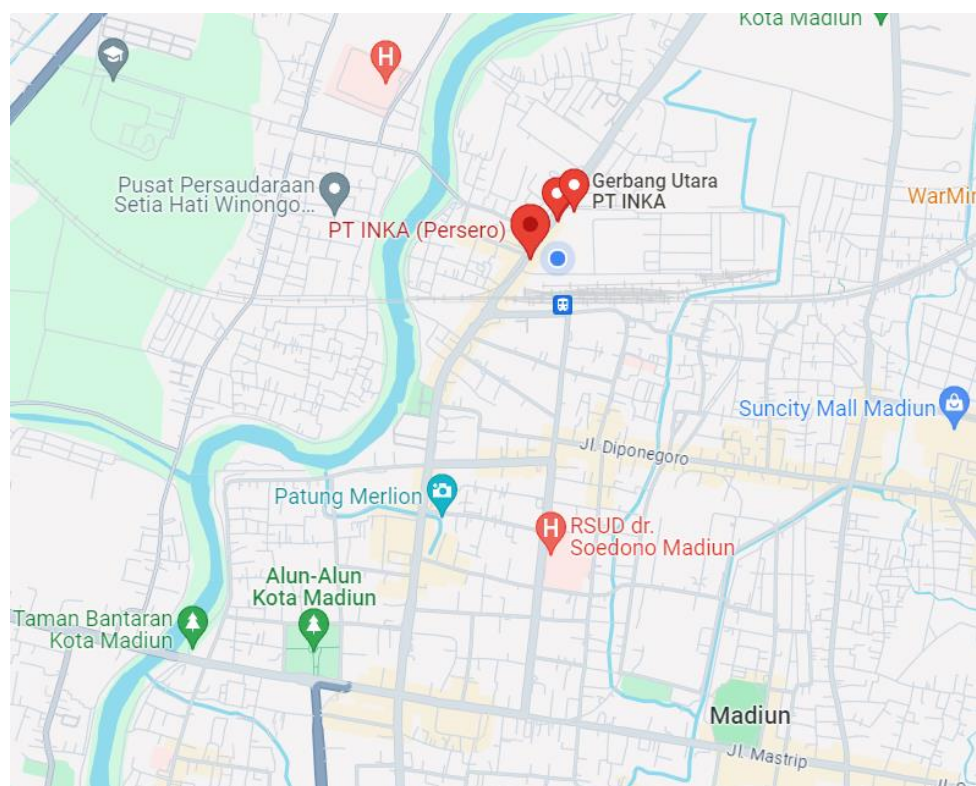 Kota Madiun
H
Pusat Persaudaraan
Setia Hati Winongo...
Gerbang Utara
PT INKA
PT INKA (Persero)
Suncity Mall Madiun
Jl. Diponegoro
Patung Merlion
H
RSUD dr.
Soedono Madiun
Alun-Alun
Kota Madiun
Taman Bantaran
Kota Madiun
Madiun
Jl. Mastrip